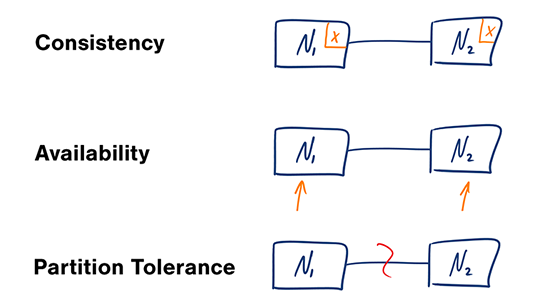 Consistency N₁ x N₂ x
Availability N₁ N₂
Partition Tolerance N₁ N₂